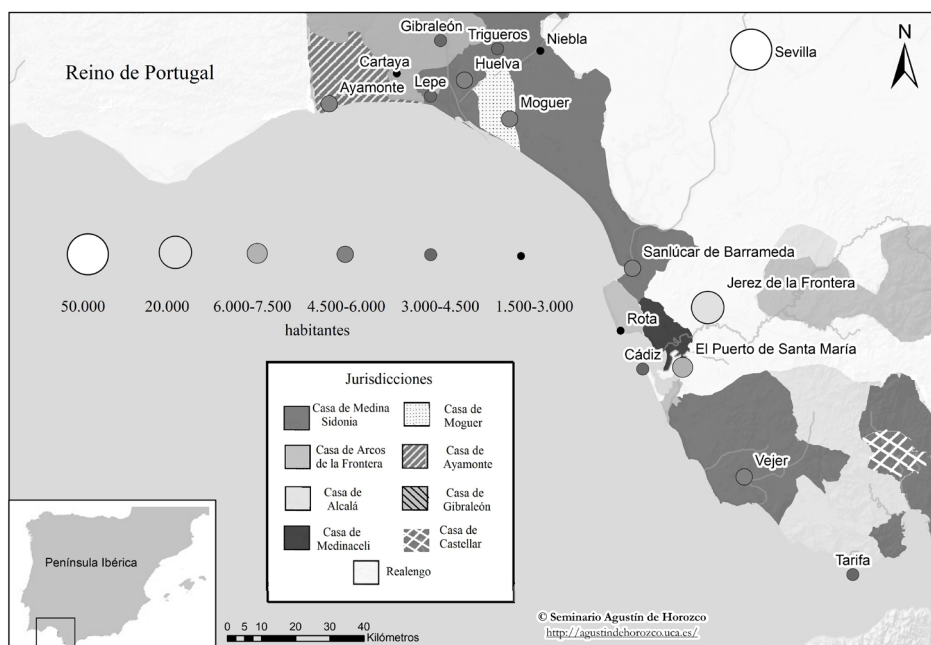 Gibraleón
Trigueros
Niebla
Sevilla
N
Reino de Portugal
Cartaya
Huelva
Ayamonte
Lepe
Moguer
Sanlúcar de Barrameda
Jerez de la Frontera
Rota
El Puerto de Santa María
Cádiz
Vejer
Tarifa
50.000 20.000 6.000-7.500 4.500-6.000 3.000-4.500 1.500-3.000
habitantes
Jurisdicciones
Casa de Medina
Sidonia
Casa de
Moguer
Casa de Arcos
de la Frontera
Casa de
Ayamonte
Casa de
Alcalá
Casa de
Gibraleón
Casa de
Medinaceli
Casa de
Castellar
Realengo
Península Ibérica
0 5 10 20 30 40
Kilómetros
© Seminario Agustín de Horozco
http://agustindehorozco.uca.es/